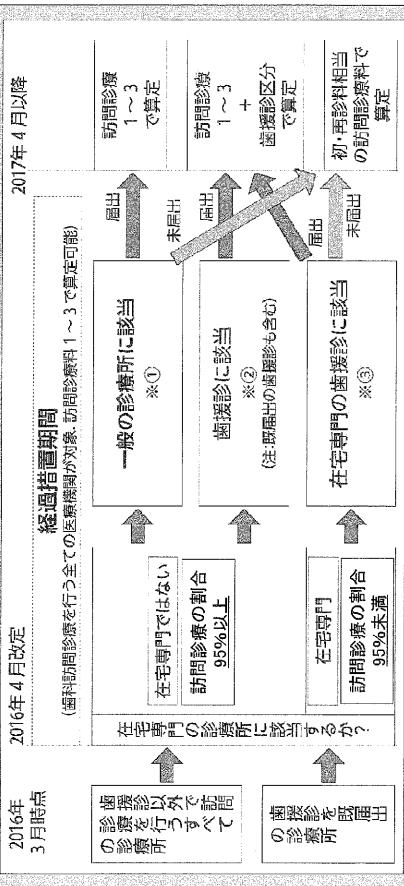 2016年
3月時点
2016年4月改定
2017年4月以降
経過措置期間
(歯科訪問診療を行う全ての医療機関が対象、訪問診療料1～3で算定可能)
歯援診以外で訪問
診療を行うすべて
の診療所
歯援診を既届出
の診療所
在宅専門の診療所に該当するか?
在宅専門ではない
訪問診療の割合
95%以上
在宅専門
訪問診療の割合
95%未満
一般の診療所に該当
※①
歯援診に該当
※②
(注:既届出の歯援診も含む)
在宅専門の歯援診に該当
※③
届出
未届出
届出
届出
未届出
訪問診療
1～3
で算定
訪問診療
1～3
+
歯援診区分
で算定
初・再診料相当
の訪問診療料で
算定